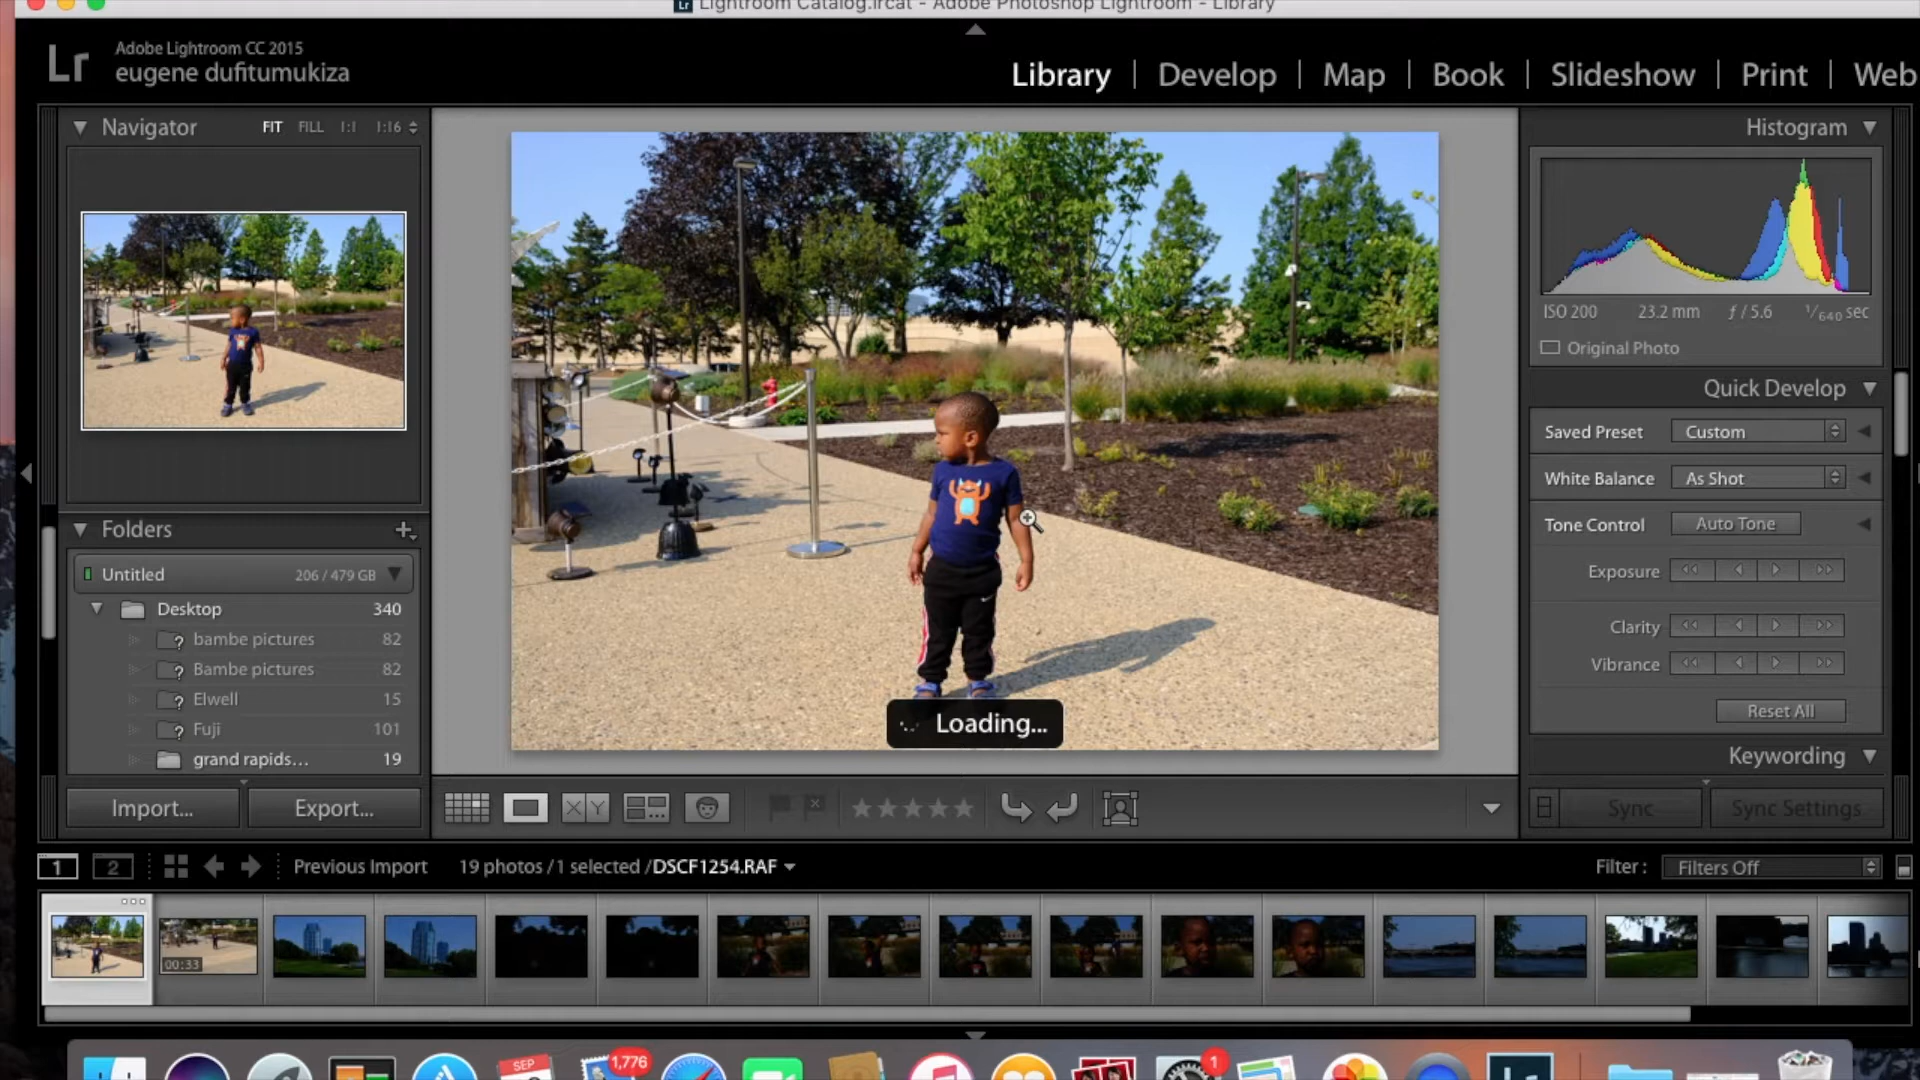 Lr Lightroom Catalog.lrcat - Adobe Photoshop Lightroom - Library
Lr
Adobe Lightroom CC 2015
eugene dufitumukiza
Library | Develop | Map | Book | Slideshow | Print | Web
Navigator FIT FILL 1:1 1:16
Histogram
ISO 200 23.2 mm ƒ / 5.6 1/640 sec
Original Photo
Quick Develop
Saved Preset Custom
White Balance As Shot
Tone Control Auto Tone
Exposure
Clarity
Vibrance
Reset All
Keywording
Folders
Untitled 206 / 479 GB
Desktop 340
? bambe pictures 82
? Bambe pictures 82
? Elwell 15
? Fuji 101
grand rapids... 19
Loading...
Import... Export...
X Y
Sync Sync Settings
1 2 Previous Import 19 photos / 1 selected / DSCF1254.RAF Filter : Filters Off
00:33
SEP
1,776
1